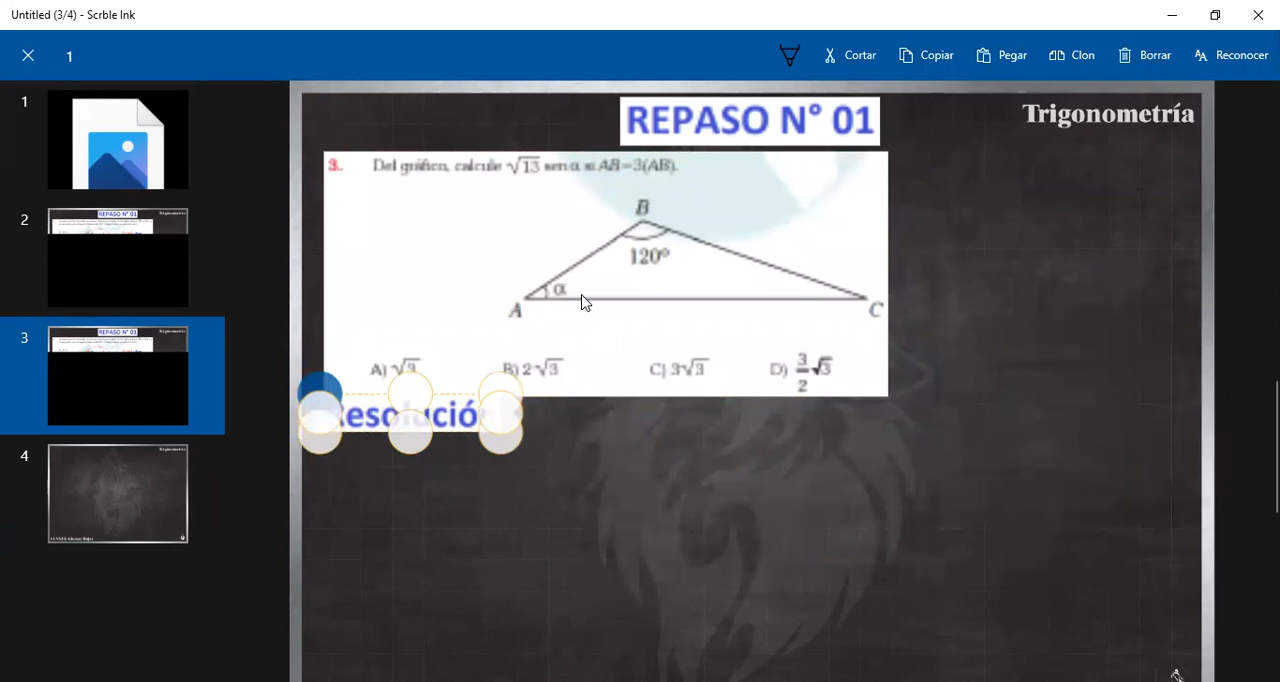 Untitled (3/4) - Scrble Ink
1
Cortar
Copiar
Pegar
Clon
Borrar
Reconocer
1
2
3
4
REPASO N° 01
Trigonometría
3. Del gráfico, calcule √13 sen α si AB=3(AB).
B
120°
α
A
C
A) √3
B) 2√3
C) 3√3
D) 3/2 √3
Resolución